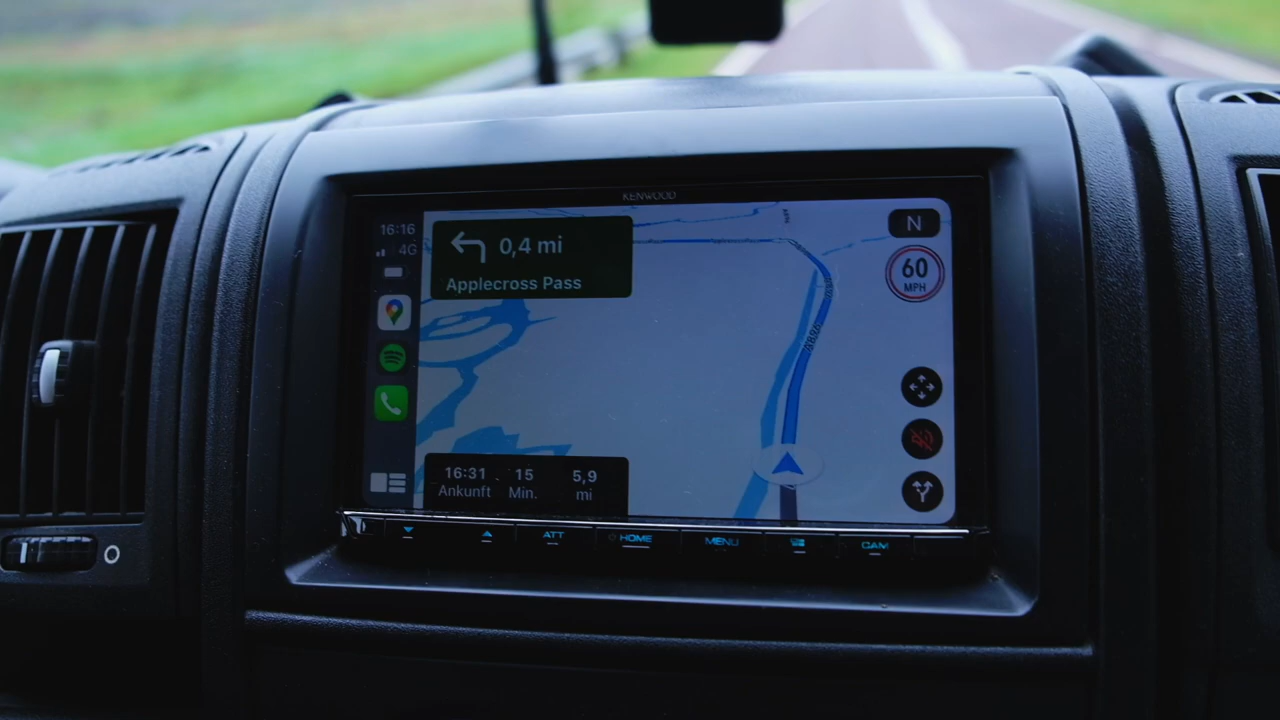 KENWOOD
16:16
4G
0,4 mi
Applecross Pass
N
60
MPH
A896
16:31 15 5,9
Ankunft Min. mi
ATT HOME MENU CAM